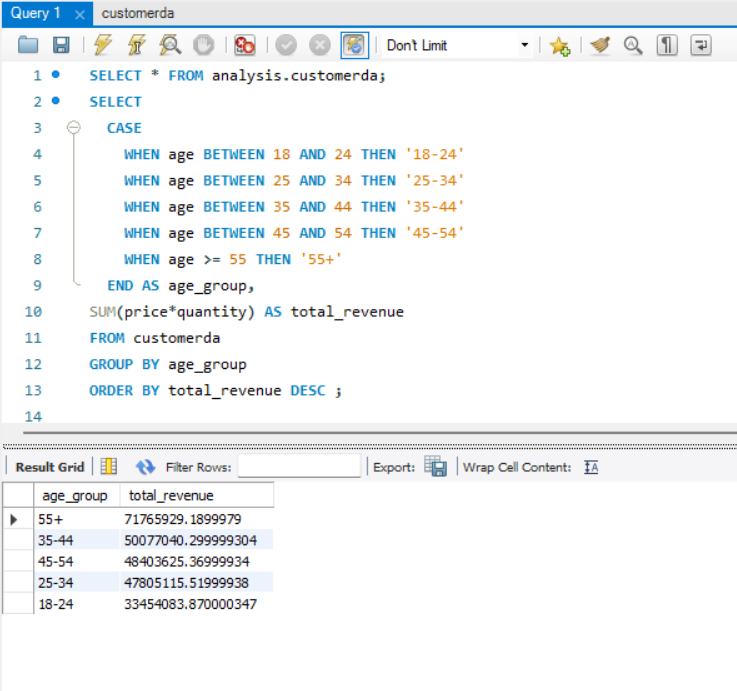 Query 1 customerda
Don't Limit
1 SELECT * FROM analysis.customerda;
2 SELECT
3 CASE
4 WHEN age BETWEEN 18 AND 24 THEN '18-24'
5 WHEN age BETWEEN 25 AND 34 THEN '25-34'
6 WHEN age BETWEEN 35 AND 44 THEN '35-44'
7 WHEN age BETWEEN 45 AND 54 THEN '45-54'
8 WHEN age >= 55 THEN '55+'
9 END AS age_group,
10 SUM(price*quantity) AS total_revenue
11 FROM customerda
12 GROUP BY age_group
13 ORDER BY total_revenue DESC ;
14
Result Grid Filter Rows: Export: Wrap Cell Content: IA
age_group total_revenue
55+ 71765929.1899979
35-44 50077040.299999304
45-54 48403625.36999934
25-34 47805115.51999938
18-24 33454083.870000347